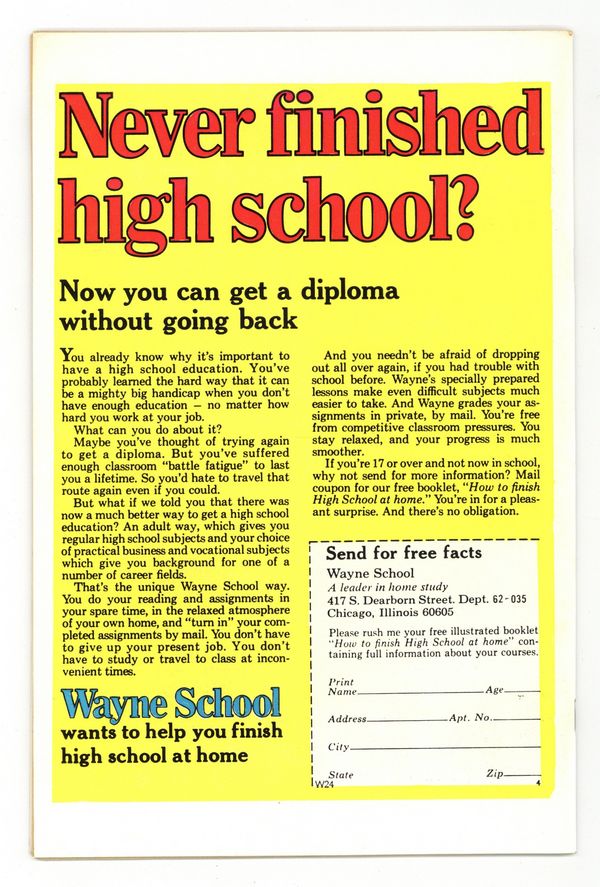 Never finished
high school?
Now you can get a diploma
without going back
You already know why it's important to
have a high school education. You've
probably learned the hard way that it can
be a mighty big handicap when you don't
have enough education — no matter how
hard you work at your job.
What can you do about it?
Maybe you've thought of trying again
to get a diploma. But you've suffered
enough classroom "battle fatigue" to last
you a lifetime. So you'd hate to travel that
route again even if you could.
But what if we told you that there was
now a much better way to get a high school
education? An adult way, which gives you
regular high school subjects and your choice
of practical business and vocational subjects
which give you background for one of a
number of career fields.
That's the unique Wayne School way.
You do your reading and assignments in
your spare time, in the relaxed atmosphere
of your own home, and "turn in" your com-
pleted assignments by mail. You don't have
to give up your present job. You don't
have to study or travel to class at incon-
venient times.
Wayne School
wants to help you finish
high school at home
And you needn't be afraid of dropping
out all over again, if you had trouble with
school before. Wayne's specially prepared
lessons make even difficult subjects much
easier to take. And Wayne grades your as-
signments in private, by mail. You're free
from competitive classroom pressures. You
stay relaxed, and your progress is much
smoother.
If you're 17 or over and not now in school,
why not send for more information? Mail
coupon for our free booklet, "How to finish
High School at home." You're in for a pleas-
ant surprise. And there's no obligation.
Send for free facts
Wayne School
A leader in home study
417 S. Dearborn Street. Dept. 62-035
Chicago, Illinois 60605
Please rush me your free illustrated booklet
"How to finish High School at home" con-
taining full information about your courses.
Print
Name Age
Address Apt. No.
City
State Zip
W24 4